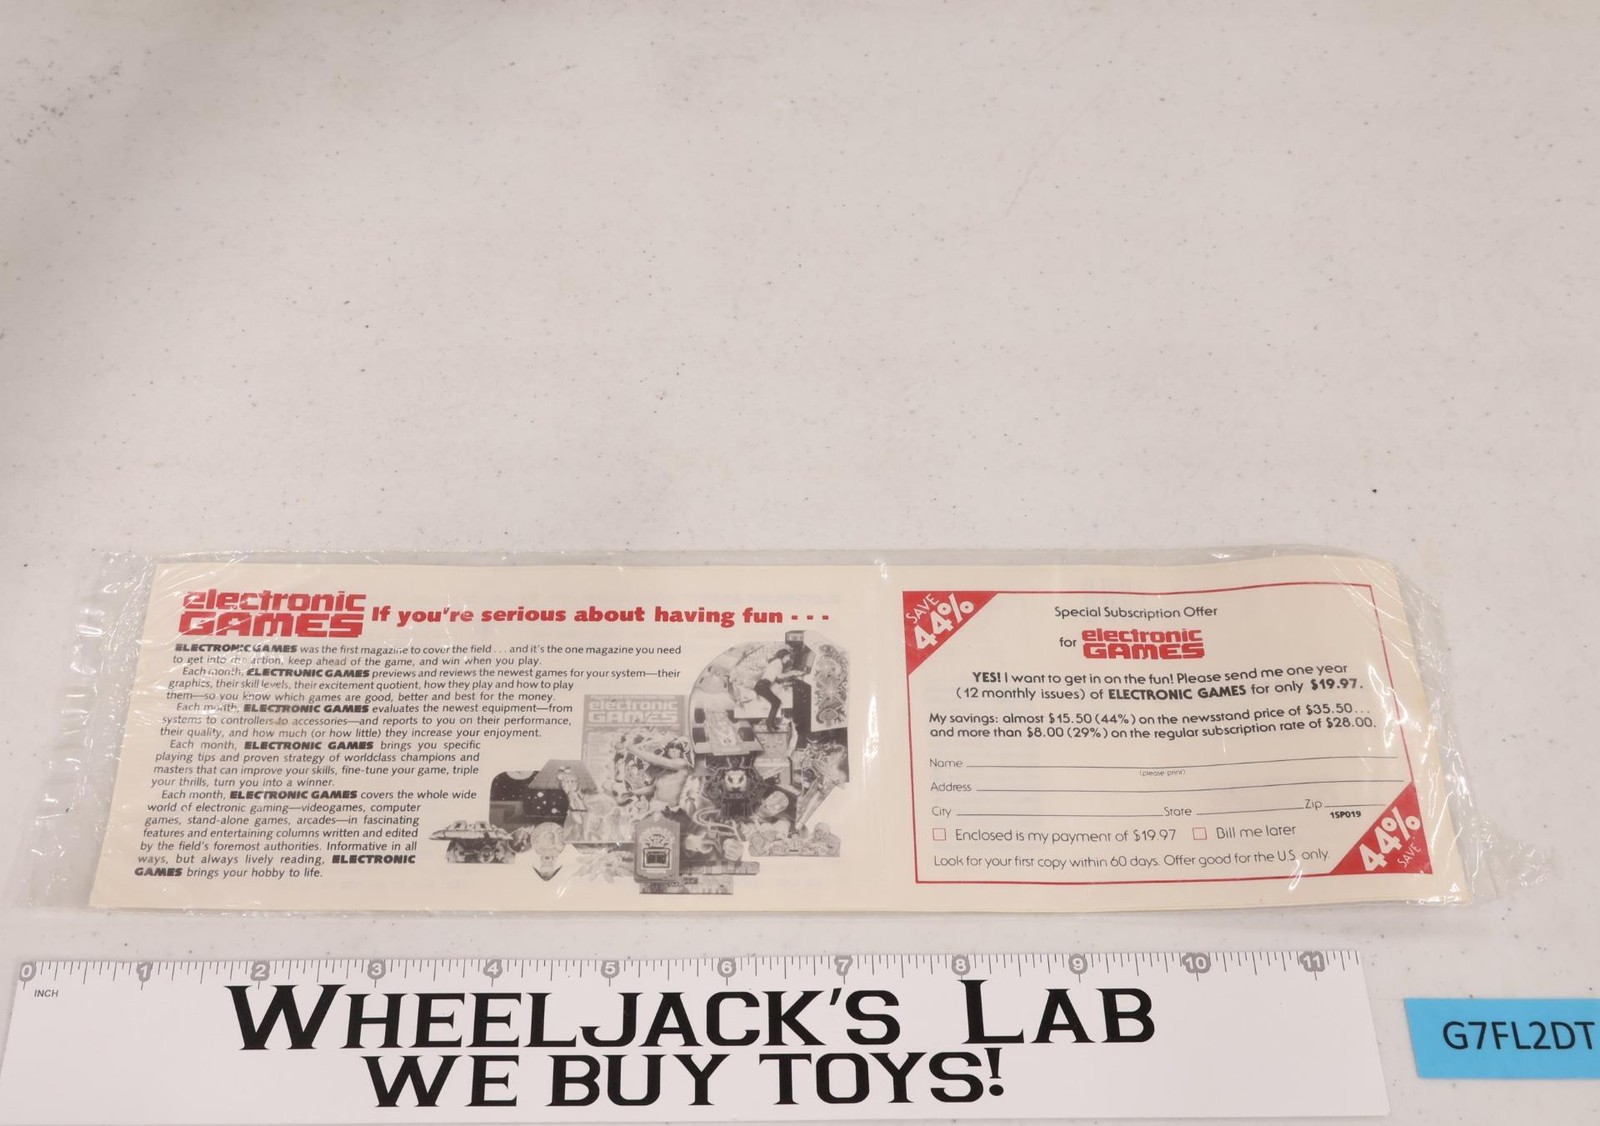 electronic
GAMES
If you're serious about having fun . . .
ELECTRONIC GAMES was the first magazine to cover the field . . . and it's the one magazine you need
to get into the action, keep ahead of the game, and win when you play.
Each month, ELECTRONIC GAMES previews and reviews the newest games for your system—their
graphics, their skill levels, their excitement quotient, how they play and how to play
them—so you know which games are good, better and best for the money.
Each month, ELECTRONIC GAMES evaluates the newest equipment—from
systems to controllers to accessories—and reports to you on their performance,
their quality, and how much (or how little) they increase your enjoyment.
Each month, ELECTRONIC GAMES brings you specific
playing tips and proven strategy of worldclass champions and
masters that can improve your skills, fine-tune your game, triple
your thrills, turn you into a winner.
Each month, ELECTRONIC GAMES covers the whole wide
world of electronic gaming—videogames, computer
games, stand-alone games, arcades—in fascinating
features and entertaining columns written and edited
by the field's foremost authorities. Informative in all
ways, but always lively reading, ELECTRONIC
GAMES brings your hobby to life.
electronic
GAMES
SAVE
44%
Special Subscription Offer
for electronic
GAMES
YES! I want to get in on the fun! Please send me one year
(12 monthly issues) of ELECTRONIC GAMES for only $19.97.
My savings: almost $15.50 (44%) on the newsstand price of $35.50 . . .
and more than $8.00 (29%) on the regular subscription rate of $28.00.
Name
(please print)
Address
City State Zip
1SP019
Enclosed is my payment of $19.97 Bill me later
Look for your first copy within 60 days. Offer good for the U.S. only
44%
SAVE
0 1 2 3 4 5 6 7 8 9 10 11
INCH
WHEELJACK'S LAB
WE BUY TOYS!
G7FL2DT